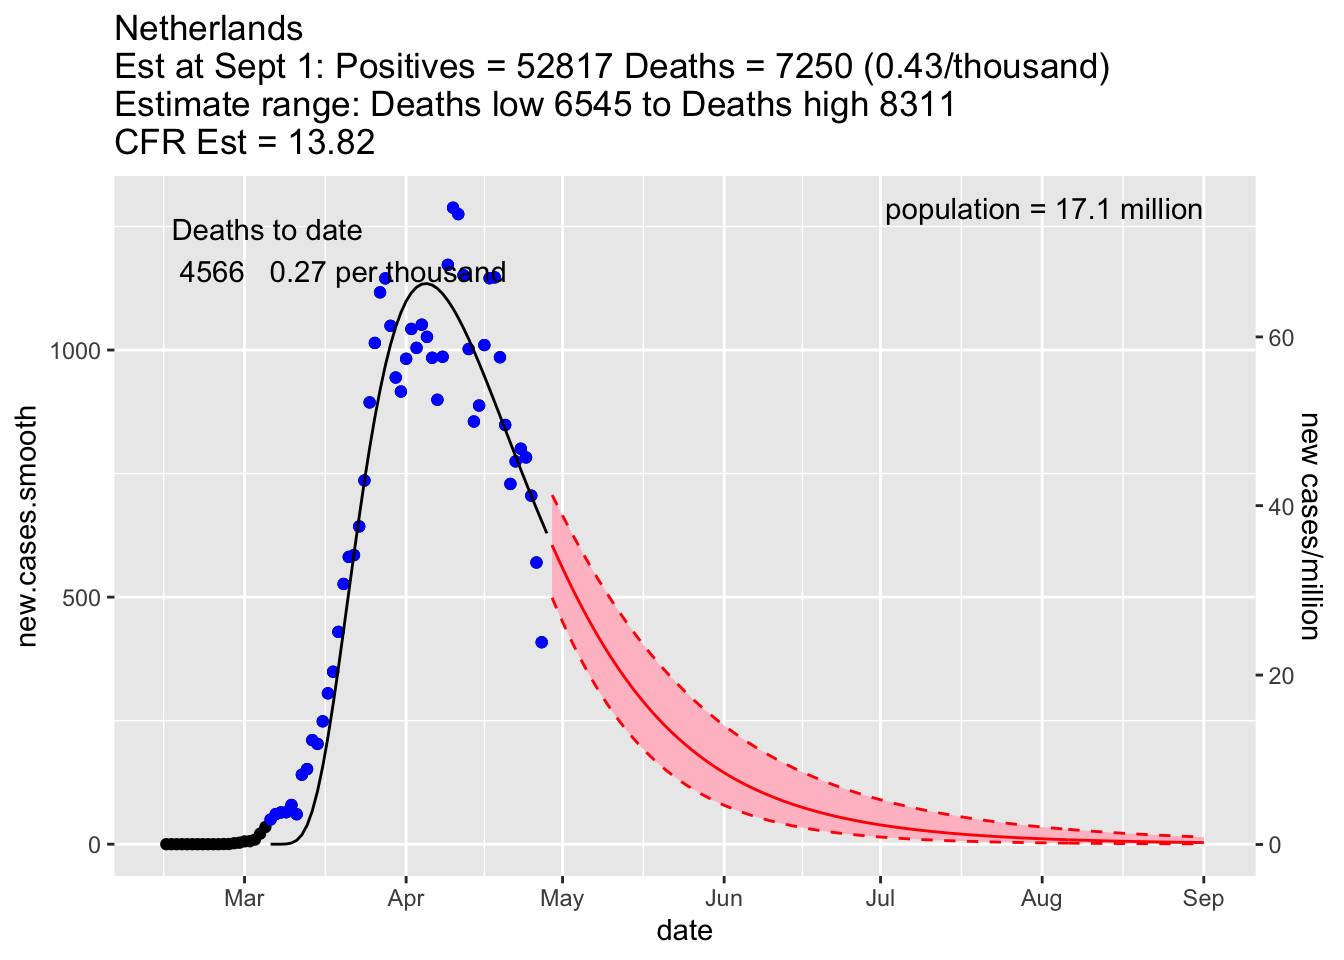 Netherlands
Est at Sept 1: Positives = 52817 Deaths = 7250 (0.43/thousand)
Estimate range: Deaths low 6545 to Deaths high 8311
CFR Est = 13.82
population = 17.1 million
Deaths to date
4566 0.27 per thousand
new.cases.smooth
1000
500
0
60
40
20
0
new cases/million
Mar Apr May Jun Jul Aug Sep
date